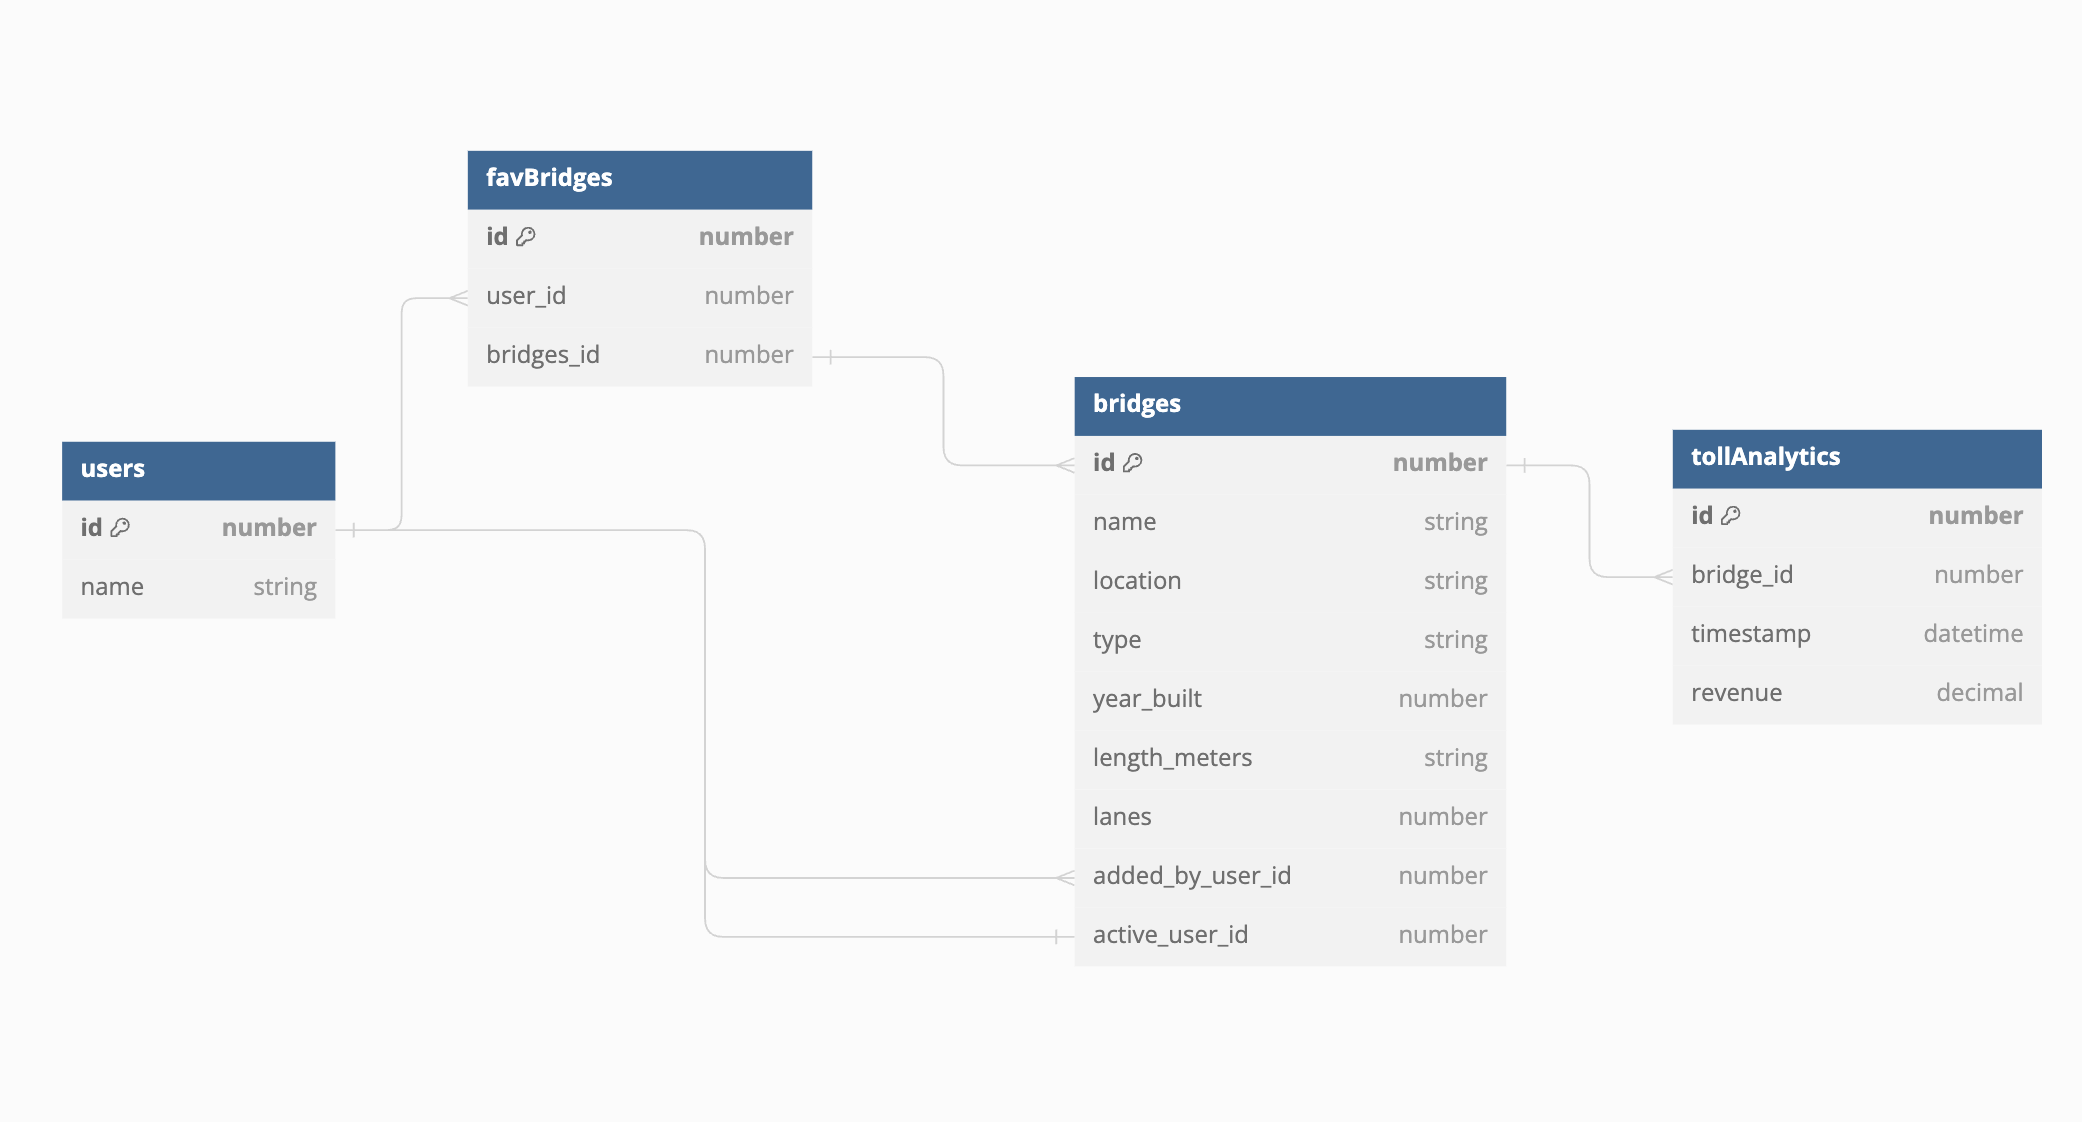 favBridges
id number
user_id number
bridges_id number
users
id number
name string
bridges
id number
name string
location string
type string
year_built number
length_meters string
lanes number
added_by_user_id number
active_user_id number
tollAnalytics
id number
bridge_id number
timestamp datetime
revenue decimal